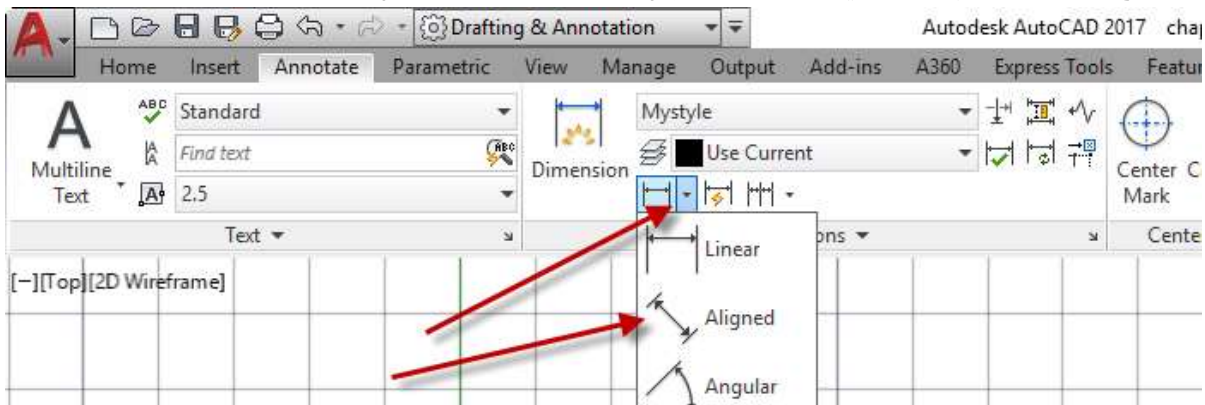 Drafting & Annotation Autodesk AutoCAD 2017 chap
Home Insert Annotate Parametric View Manage Output Add-ins A360 Express Tools Featur
A
Multiline
Text
ABC Standard
Find text
2.5
Dimension
Mystyle
Use Current
Center
Mark
Text
Cente
Linear
Aligned
Angular
[−][Top][2D Wireframe]